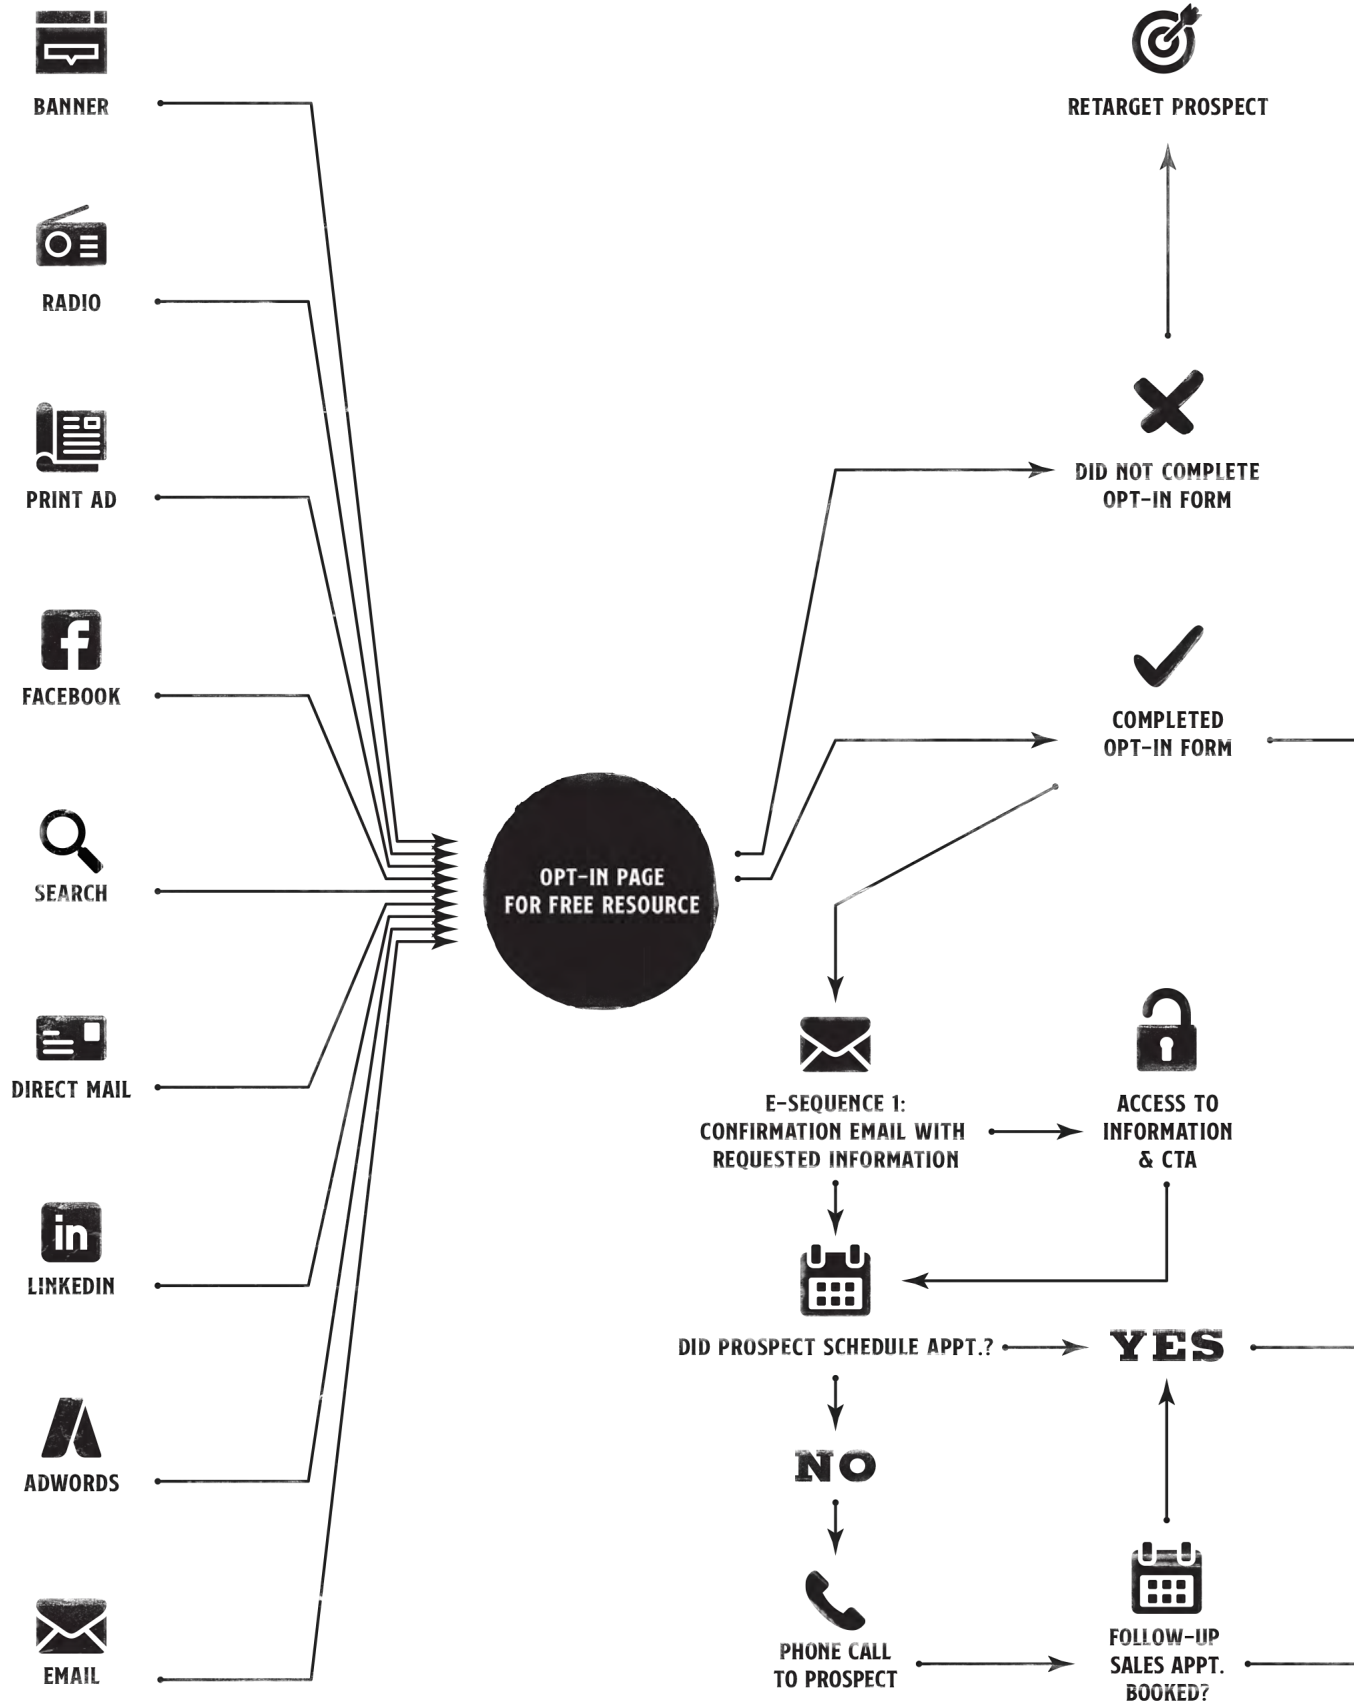 BANNER
RADIO
PRINT AD
f
FACEBOOK
SEARCH
DIRECT MAIL
in
LINKEDIN
ADWORDS
EMAIL
OPT-IN PAGE
FOR FREE RESOURCE
RETARGET PROSPECT
DID NOT COMPLETE
OPT-IN FORM
COMPLETED
OPT-IN FORM
E-SEQUENCE 1:
CONFIRMATION EMAIL WITH
REQUESTED INFORMATION
ACCESS TO
INFORMATION
& CTA
DID PROSPECT SCHEDULE APPT.?
YES
NO
PHONE CALL
TO PROSPECT
FOLLOW-UP
SALES APPT.
BOOKED?